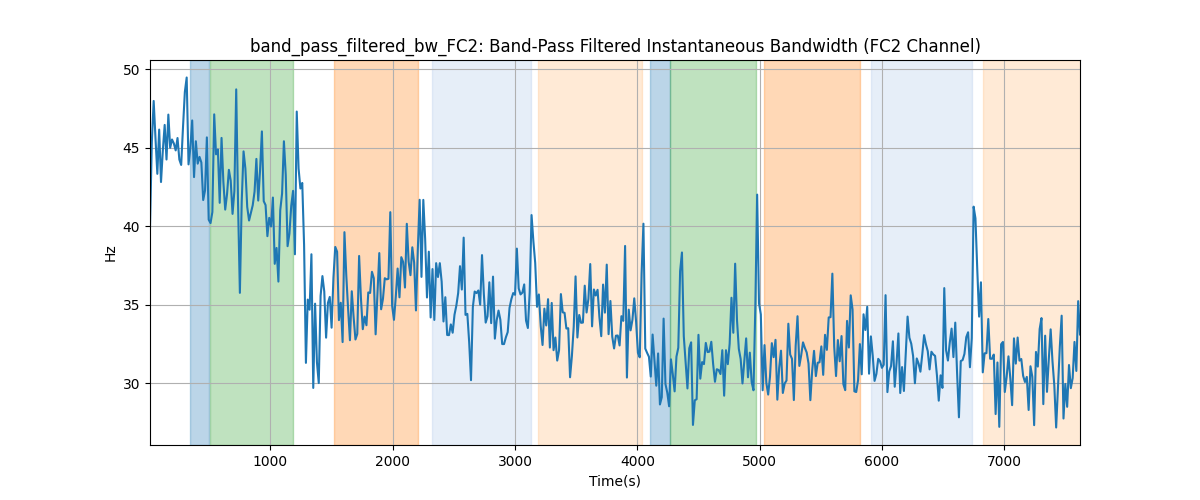 band_pass_filtered_bw_FC2: Band-Pass Filtered Instantaneous Bandwidth (FC2 Channel)
50
45
40
35
30
Hz
1000 2000 3000 4000 5000 6000 7000
Time(s)